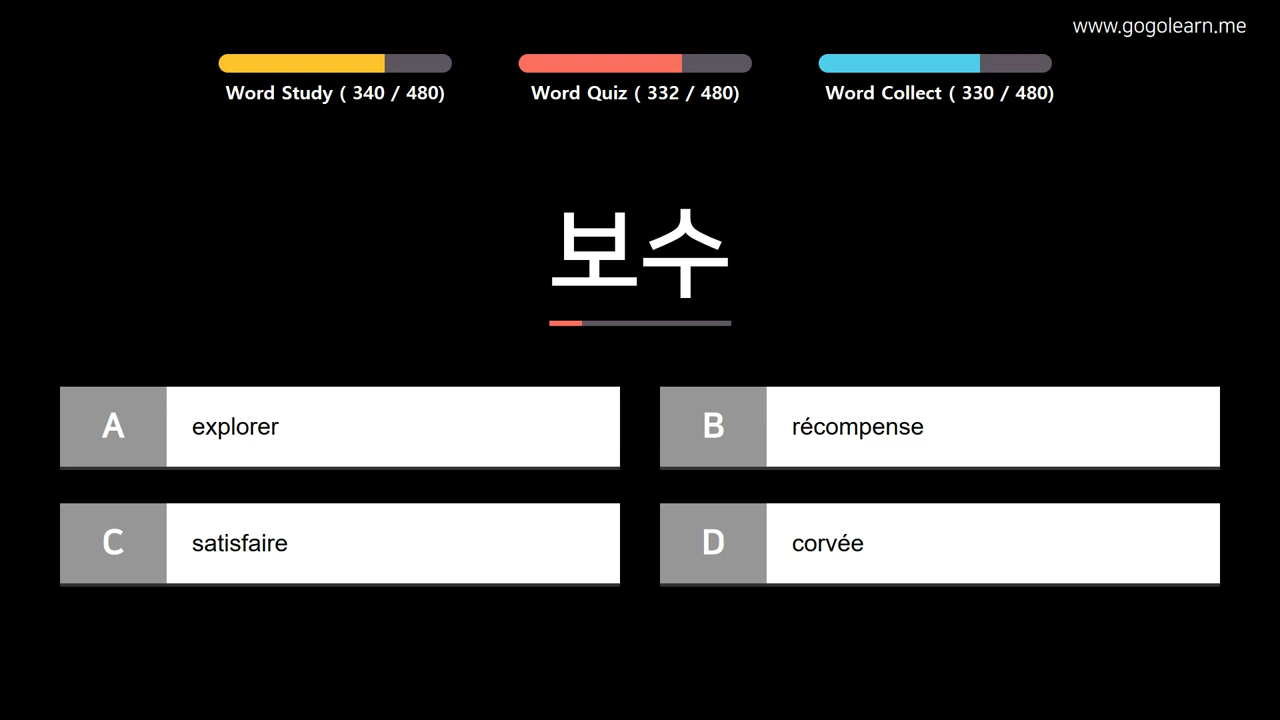 www.gogolearn.me
Word Study ( 340 / 480)
Word Quiz ( 332 / 480)
Word Collect ( 330 / 480)
보수
A explorer
B récompense
C satisfaire
D corvée